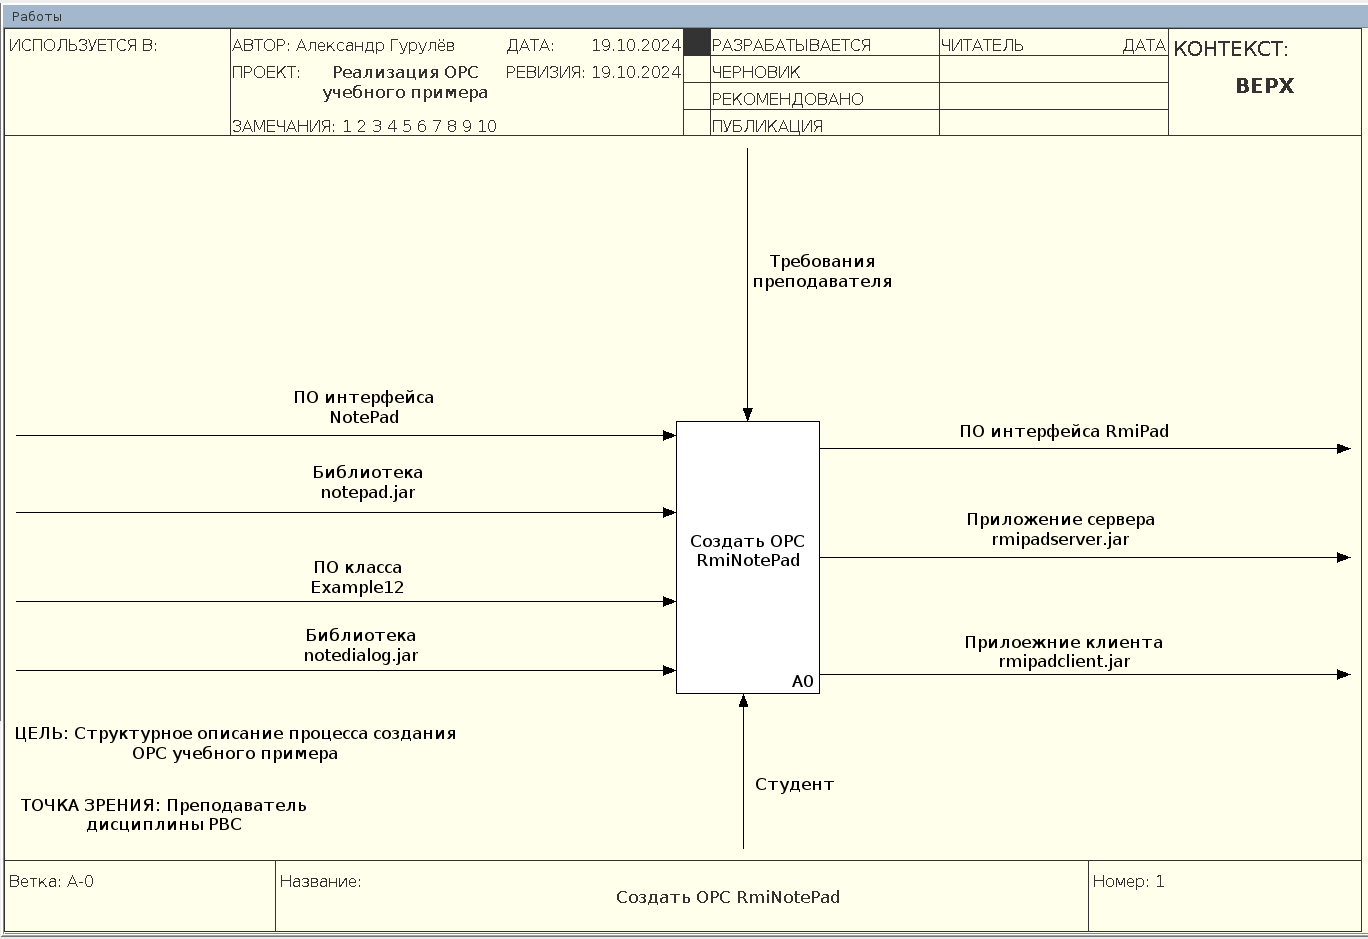 Работы
ИСПОЛЬЗУЕТСЯ В:
АВТОР: Александр Гурулёв
ДАТА: 19.10.2024
ПРОЕКТ: Реализация ОРС
учебного примера
РЕВИЗИЯ: 19.10.2024
ЗАМЕЧАНИЯ: 1 2 3 4 5 6 7 8 9 10
РАЗРАБАТЫВАЕТСЯ
ЧЕРНОВИК
РЕКОМЕНДОВАНО
ПУБЛИКАЦИЯ
ЧИТАТЕЛЬ ДАТА
КОНТЕКСТ:
ВЕРХ
Требования
преподавателя
ПО интерфейса
NotePad
Библиотека
notepad.jar
ПО класса
Example12
Библиотека
notedialog.jar
Создать ОРС
RmiNotePad
A0
ПО интерфейса RmiPad
Приложение сервера
rmipadserver.jar
Прилоежние клиента
rmipadclient.jar
ЦЕЛЬ: Структурное описание процесса создания
ОРС учебного примера
ТОЧКА ЗРЕНИЯ: Преподаватель
дисциплины РВС
Студент
Ветка: А-0
Название:
Создать ОРС RmiNotePad
Номер: 1